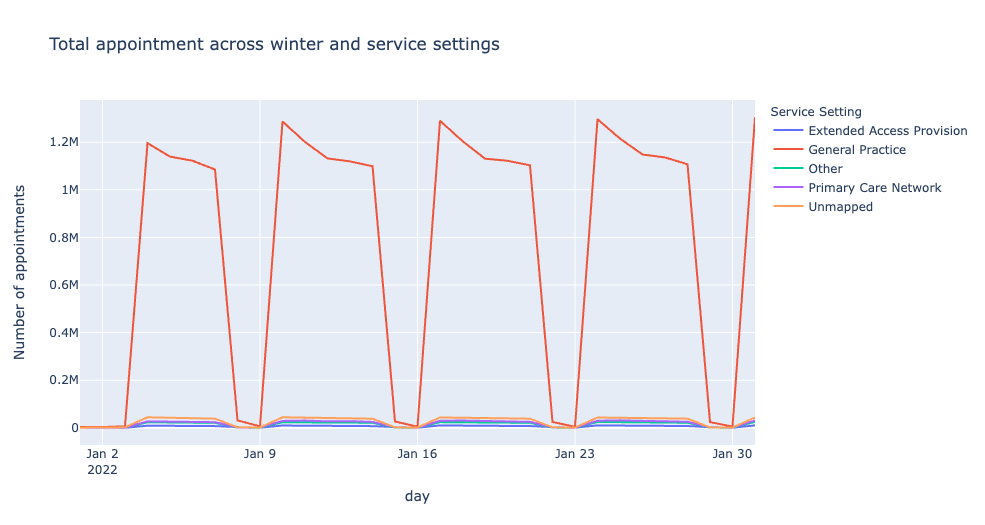 Total appointment across winter and service settings
Number of appointments
1.2M
1M
0.8M
0.6M
0.4M
0.2M
0
Jan 2
2022
Jan 9
Jan 16
Jan 23
Jan 30
day
Service Setting
Extended Access Provision
General Practice
Other
Primary Care Network
Unmapped